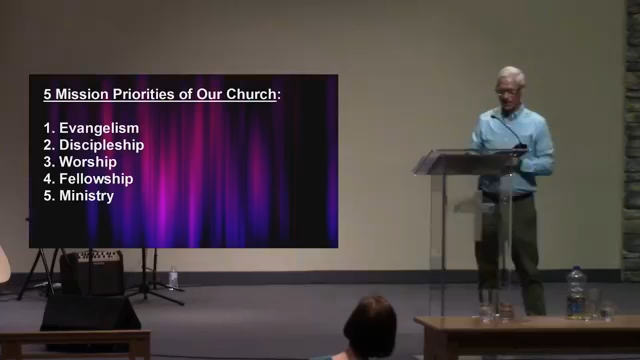 5 Mission Priorities of Our Church:
1. Evangelism
2. Discipleship
3. Worship
4. Fellowship
5. Ministry